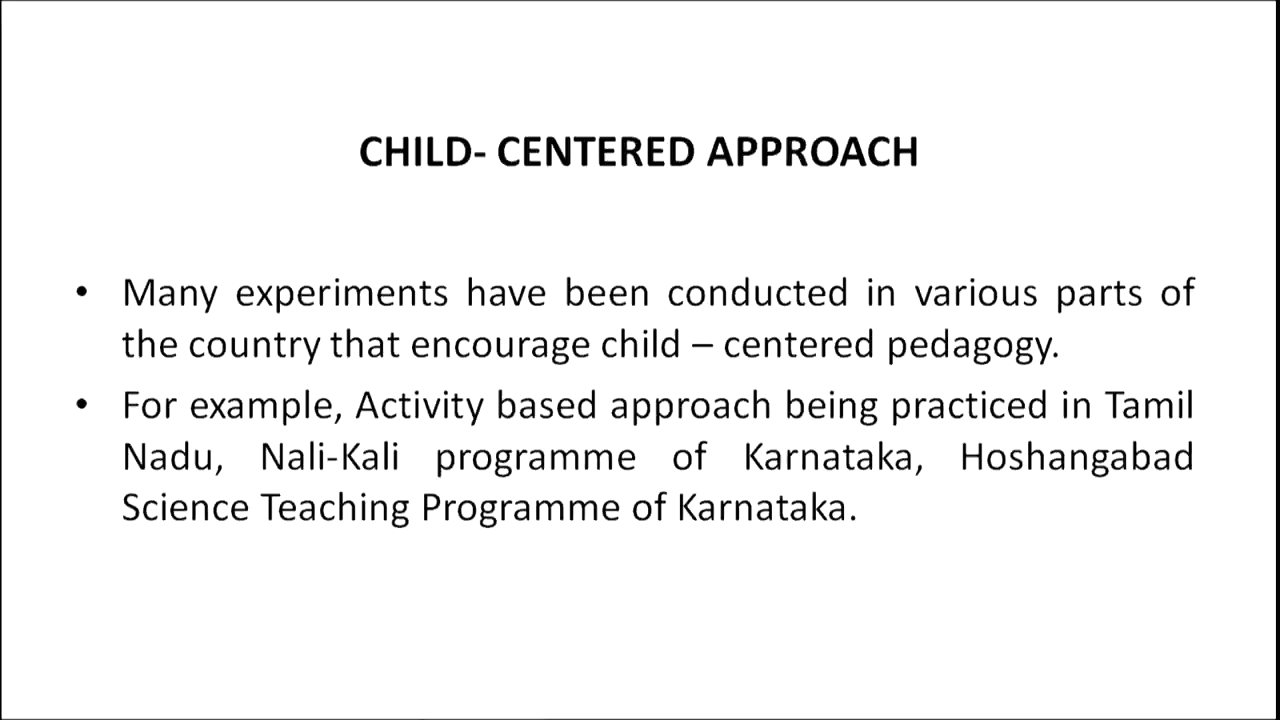 CHILD- CENTERED APPROACH
• Many experiments have been conducted in various parts of
the country that encourage child – centered pedagogy.
• For example, Activity based approach being practiced in Tamil
Nadu, Nali-Kali programme of Karnataka, Hoshangabad
Science Teaching Programme of Karnataka.